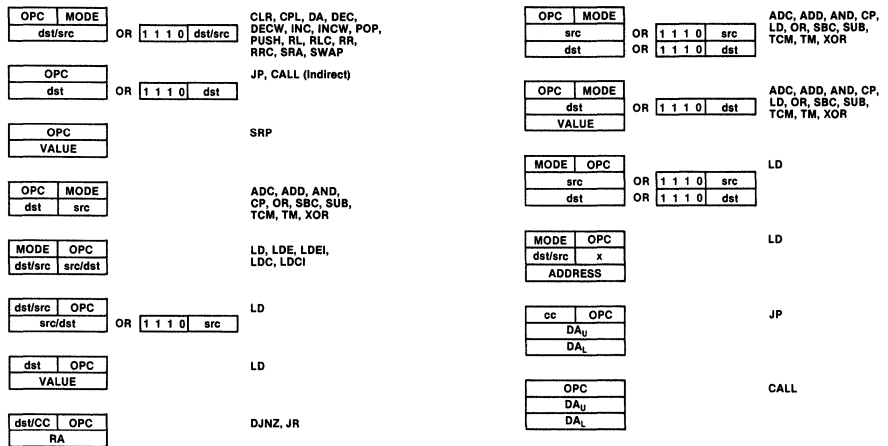 OPC MODE CLR, CPL, DA, DEC,
dst/src OR 1 1 1 0 dst/src DECW, INC, INCW, POP,
PUSH, RL, RLC, RR,
RRC, SRA, SWAP
OPC JP, CALL (Indirect)
dst OR 1 1 1 0 dst
OPC SRP
VALUE
OPC MODE ADC, ADD, AND,
dst src CP, OR, SBC, SUB,
TCM, TM, XOR
MODE OPC LD, LDE, LDEI,
dst/src src/dst LDC, LDCI
dst/src OPC LD
src/dst OR 1 1 1 0 src
dst OPC LD
VALUE
dst/CC OPC DJNZ, JR
RA
OPC MODE ADC, ADD, AND, CP,
src OR 1 1 1 0 src LD, OR, SBC, SUB,
dst OR 1 1 1 0 dst TCM, TM, XOR
OPC MODE ADC, ADD, AND, CP,
dst OR 1 1 1 0 dst LD, OR, SBC, SUB,
VALUE TCM, TM, XOR
MODE OPC LD
src OR 1 1 1 0 src
dst OR 1 1 1 0 dst
MODE OPC LD
dst/src x
ADDRESS
cc OPC JP
DAU
DAL
OPC CALL
DAU
DAL